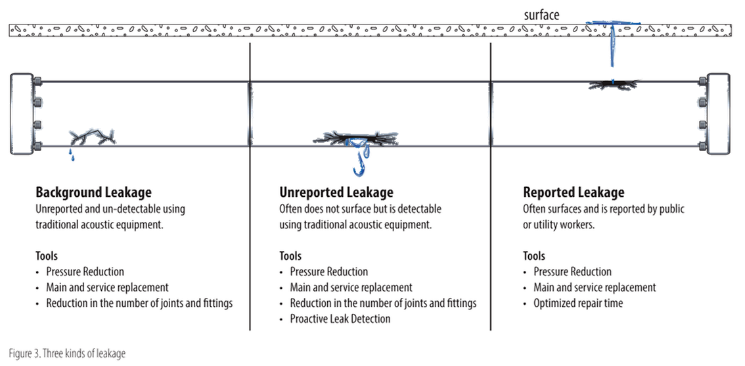 surface
Background Leakage
Unreported and un-detectable using
traditional acoustic equipment.
Tools
• Pressure Reduction
• Main and service replacement
• Reduction in the number of joints and fittings
Unreported Leakage
Often does not surface but is detectable
using traditional acoustic equipment.
Tools
• Pressure Reduction
• Main and service replacement
• Reduction in the number of joints and fittings
• Proactive Leak Detection
Reported Leakage
Often surfaces and is reported by public
or utility workers.
Tools
• Pressure Reduction
• Main and service replacement
• Optimized repair time
Figure 3. Three kinds of leakage